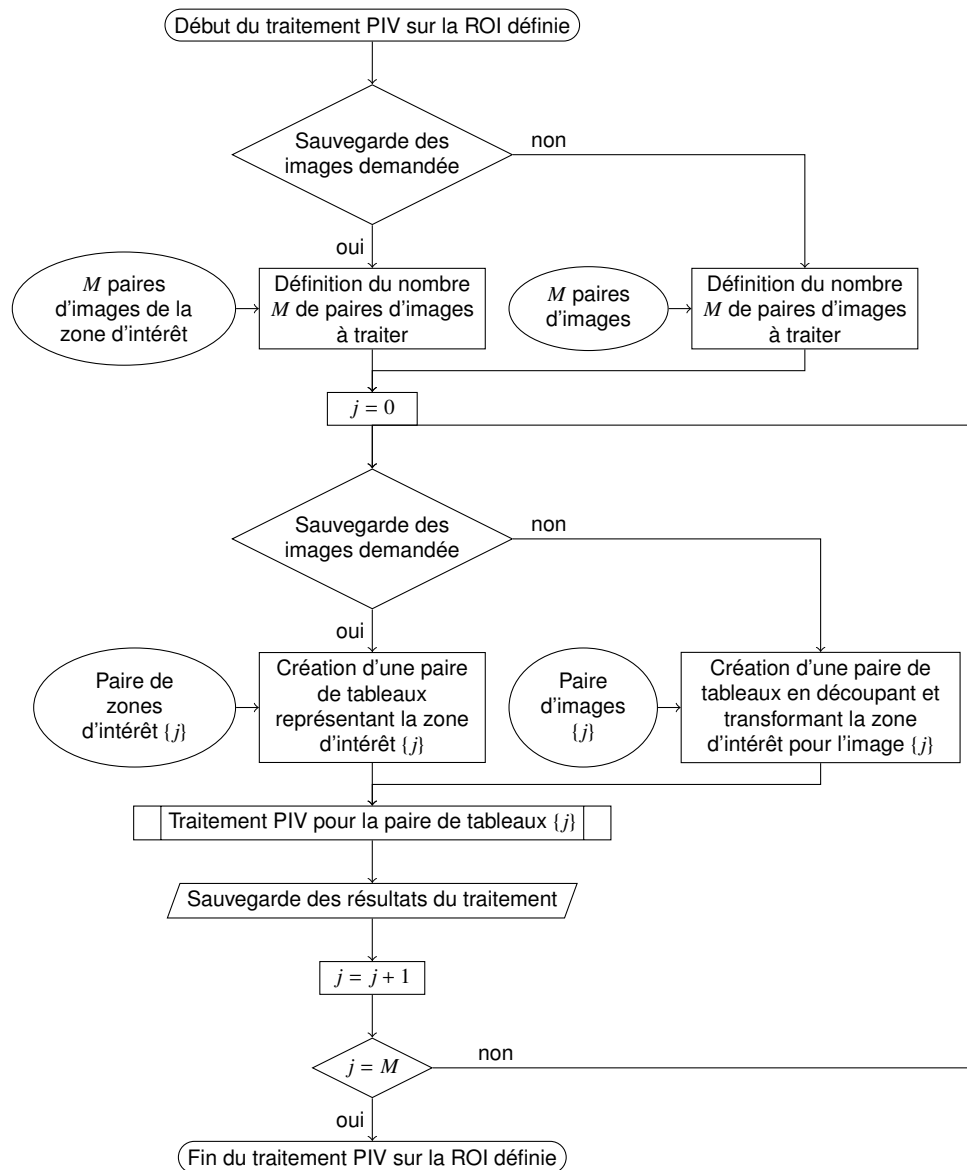 Début du traitement PIV sur la ROI définie
Sauvegarde des
images demandée
non
oui
M paires
d'images de la
zone d'intérêt
Définition du nombre
M de paires d'images
à traiter
M paires
d'images
Définition du nombre
M de paires d'images
à traiter
j = 0
Sauvegarde des
images demandée
non
oui
Paire de
zones
d'intérêt {j}
Création d'une paire
de tableaux
représentant la zone
d'intérêt {j}
Paire
d'images
{j}
Création d'une paire de
tableaux en découpant et
transformant la zone
d'intérêt pour l'image {j}
Traitement PIV pour la paire de tableaux {j}
Sauvegarde des résultats du traitement
j = j + 1
j = M
non
oui
Fin du traitement PIV sur la ROI définie